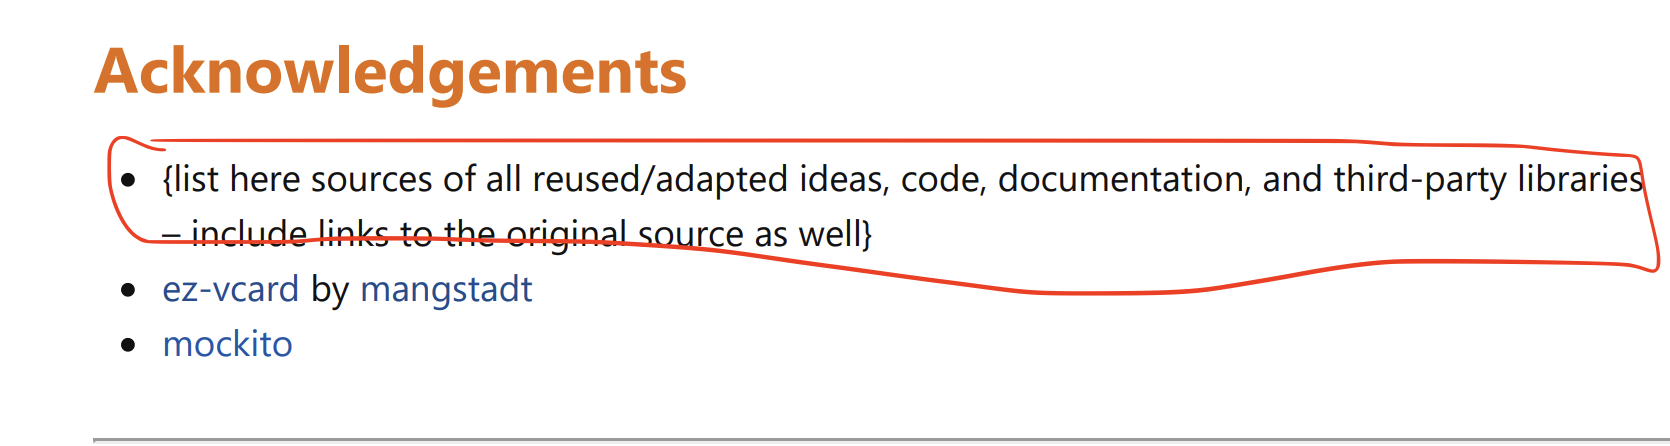 Acknowledgements
• {list here sources of all reused/adapted ideas, code, documentation, and third-party libraries
– include links to the original source as well}
• ez-vcard by mangstadt
• mockito